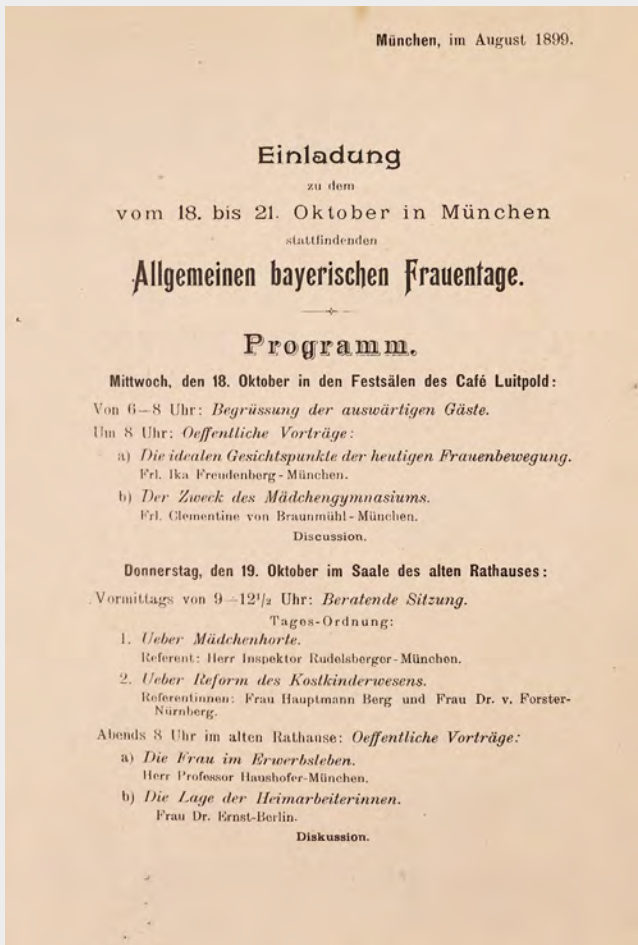 München, im August 1899.
Einladung
zu dem
vom 18. bis 21. Oktober in München
stattfindenden
Allgemeinen bayerischen Frauentage.
Programm.
Mittwoch, den 18. Oktober in den Festsälen des Café Luitpold:
Von 6–8 Uhr: Begrüssung der auswärtigen Gäste.
Um 8 Uhr: Oeffentliche Vorträge:
a) Die idealen Gesichtspunkte der heutigen Frauenbewegung.
Frl. Ika Freudenberg-München.
b) Der Zweck des Mädchengymnasiums.
Frl. Clementine von Braunmühl-München.
Discussion.
Donnerstag, den 19. Oktober im Saale des alten Rathauses:
Vormittags von 9–12½ Uhr: Beratende Sitzung.
Tages-Ordnung:
1. Ueber Mädchenhorte.
Referent: Herr Inspektor Rudelsberger-München.
2. Ueber Reform des Kostkinderwesens.
Referentinnen: Frau Hauptmann Berg und Frau Dr. v. Forster-
Nürnberg.
Abends 8 Uhr im alten Rathause: Oeffentliche Vorträge:
a) Die Frau im Erwerbsleben.
Herr Professor Haushofer-München.
b) Die Lage der Heimarbeiterinnen.
Frau Dr. Ernst-Berlin.
Diskussion.